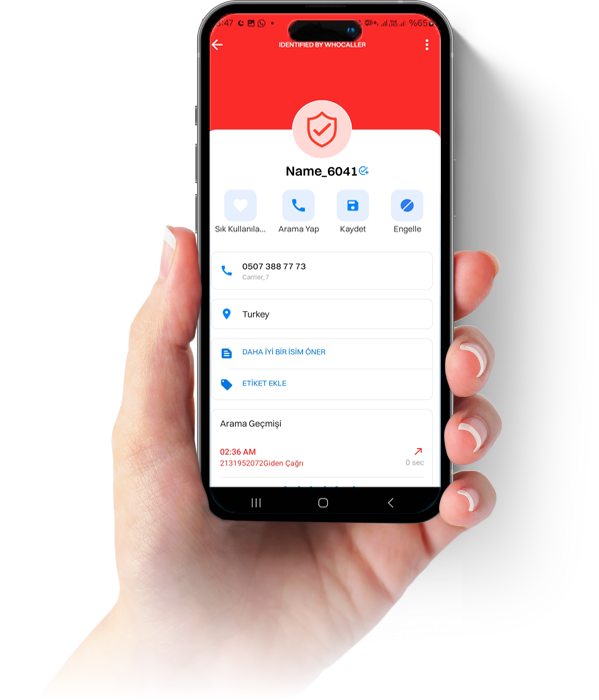 :47 %65
IDENTIFIED BY WHOCALLER
Name_6041
Sık Kullanıla... Arama Yap Kaydet Engelle
0507 388 77 73
Carrier_7
Turkey
DAHA İYİ BİR İSİM ÖNER
ETİKET EKLE
Arama Geçmişi
02:36 AM
2131952072Giden Çağrı 0 sec